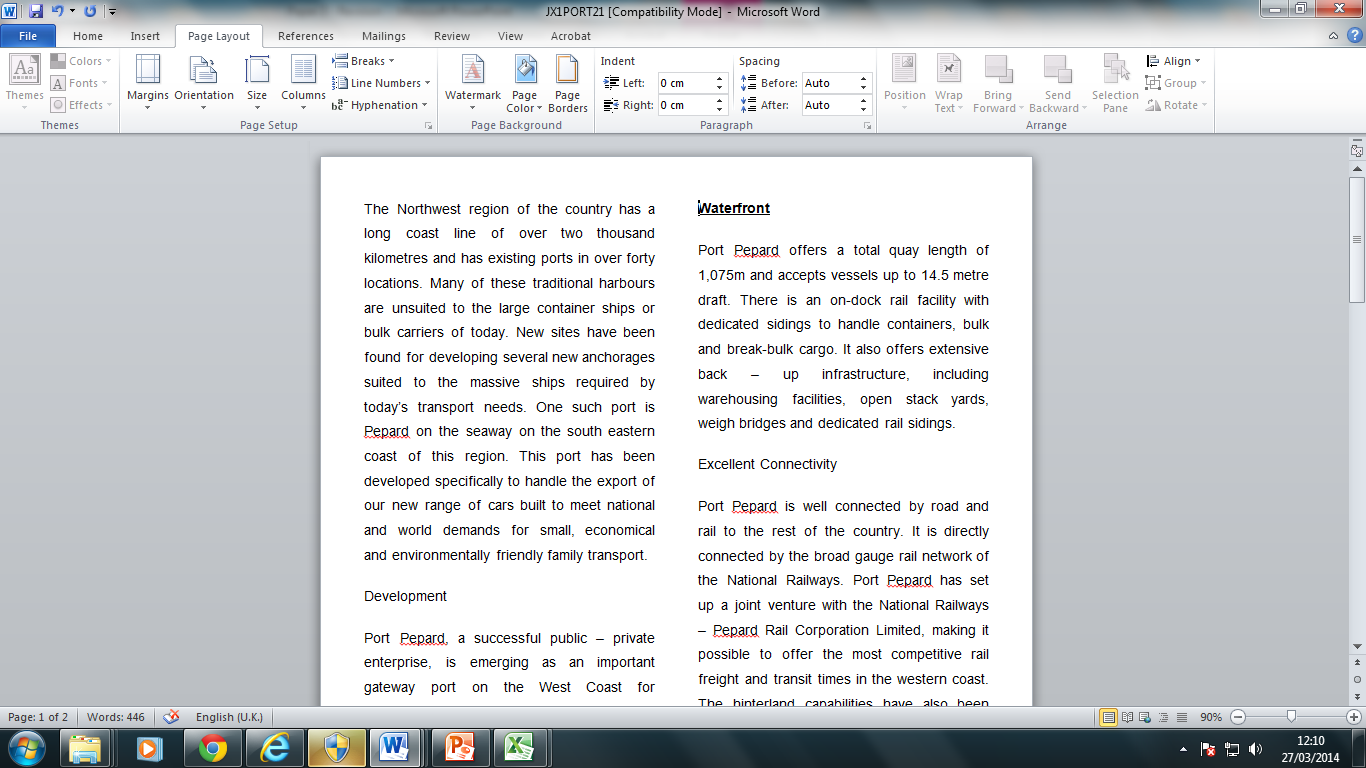 JX1PORT21 [Compatibility Mode] - Microsoft Word
File Home Insert Page Layout References Mailings Review View Acrobat
Themes
Colors
Fonts
Effects
Themes
Margins
Orientation
Size
Columns
Breaks
Line Numbers
Hyphenation
Page Setup
Watermark
Page Color
Page Borders
Page Background
Indent
Left: 0 cm
Right: 0 cm
Spacing
Before: Auto
After: Auto
Paragraph
Position
Wrap Text
Bring Forward
Send Backward
Selection Pane
Align
Group
Rotate
Arrange
The Northwest region of the country has a
long coast line of over two thousand
kilometres and has existing ports in over forty
locations. Many of these traditional harbours
are unsuited to the large container ships or
bulk carriers of today. New sites have been
found for developing several new anchorages
suited to the massive ships required by
today's transport needs. One such port is
Pepard on the seaway on the south eastern
coast of this region. This port has been
developed specifically to handle the export of
our new range of cars built to meet national
and world demands for small, economical
and environmentally friendly family transport.
Development
Port Pepard, a successful public – private
enterprise, is emerging as an important
gateway port on the West Coast for
Waterfront
Port Pepard offers a total quay length of
1,075m and accepts vessels up to 14.5 metre
draft. There is an on-dock rail facility with
dedicated sidings to handle containers, bulk
and break-bulk cargo. It also offers extensive
back – up infrastructure, including
warehousing facilities, open stack yards,
weigh bridges and dedicated rail sidings.
Excellent Connectivity
Port Pepard is well connected by road and
rail to the rest of the country. It is directly
connected by the broad gauge rail network of
the National Railways. Port Pepard has set
up a joint venture with the National Railways
– Pepard Rail Corporation Limited, making it
possible to offer the most competitive rail
freight and transit times in the western coast.
The hinterland capabilities have also been
Page: 1 of 2 Words: 446 English (U.K.) 90%
12:10
27/03/2014